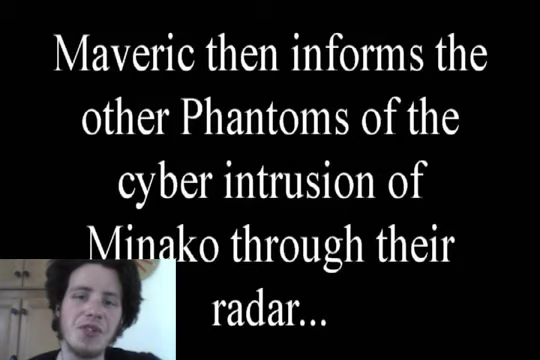 Maveric then informs the
other Phantoms of the
cyber intrusion of
Minako through their
radar...